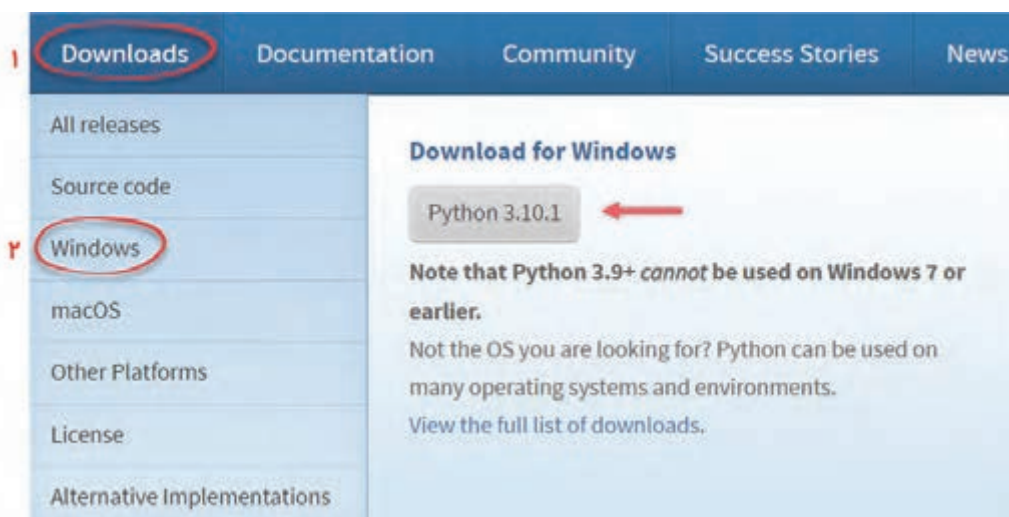 ۱ Downloads Documentation Community Success Stories News
All releases
Source code
۲ Windows
macOS
Other Platforms
License
Alternative Implementations
Download for Windows
Python 3.10.1
Note that Python 3.9+ cannot be used on Windows 7 or
earlier.
Not the OS you are looking for? Python can be used on
many operating systems and environments.
View the full list of downloads.